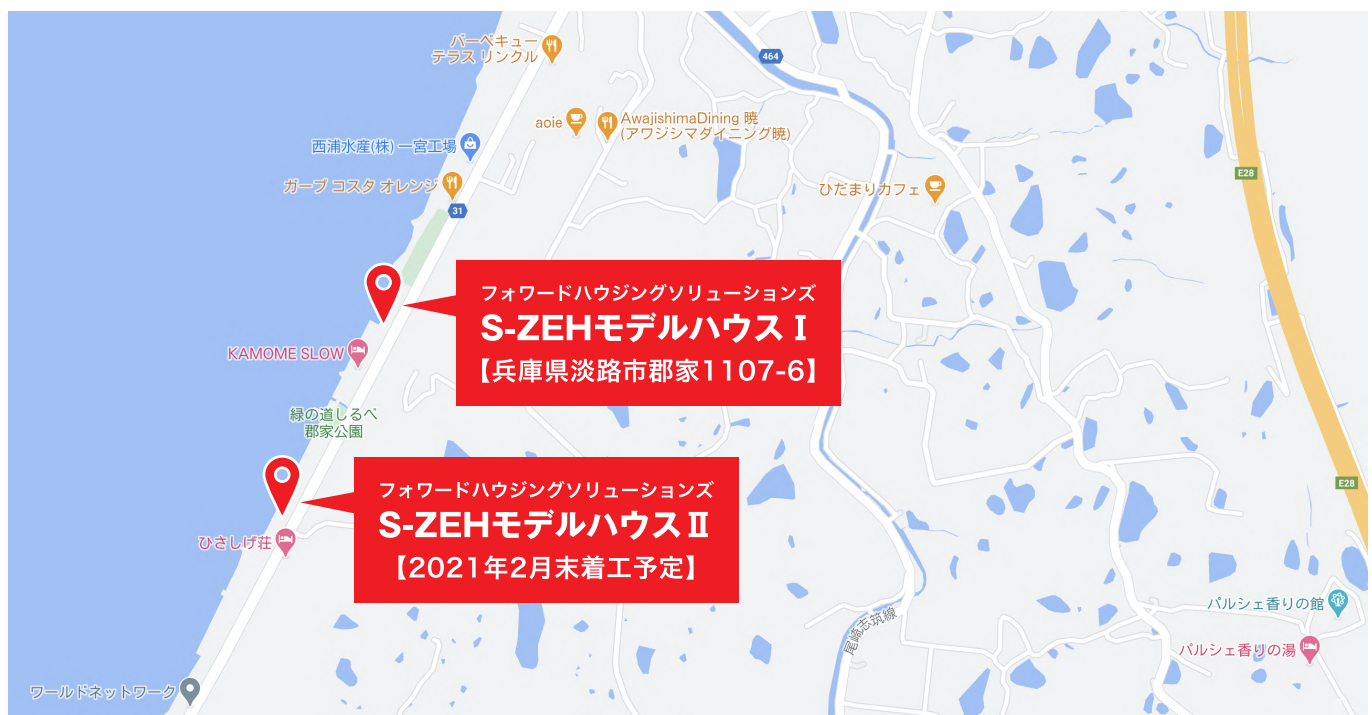 バーベキュー
テラス リンクル
464
aoie
AwajishimaDining 暁
(アワジシマダイニング暁)
西浦水産(株) 一宮工場
ガーブ コスタ オレンジ
31
ひだまりカフェ
E28
フォワードハウジングソリューションズ
S-ZEHモデルハウスⅠ
【兵庫県淡路市郡家1107-6】
KAMOME SLOW
緑の道しるべ
郡家公園
フォワードハウジングソリューションズ
S-ZEHモデルハウスⅡ
【2021年2月末着工予定】
E28
ひさしげ荘
尾崎志筑線
パルシェ香りの館
パルシェ香りの湯
ワールドネットワーク